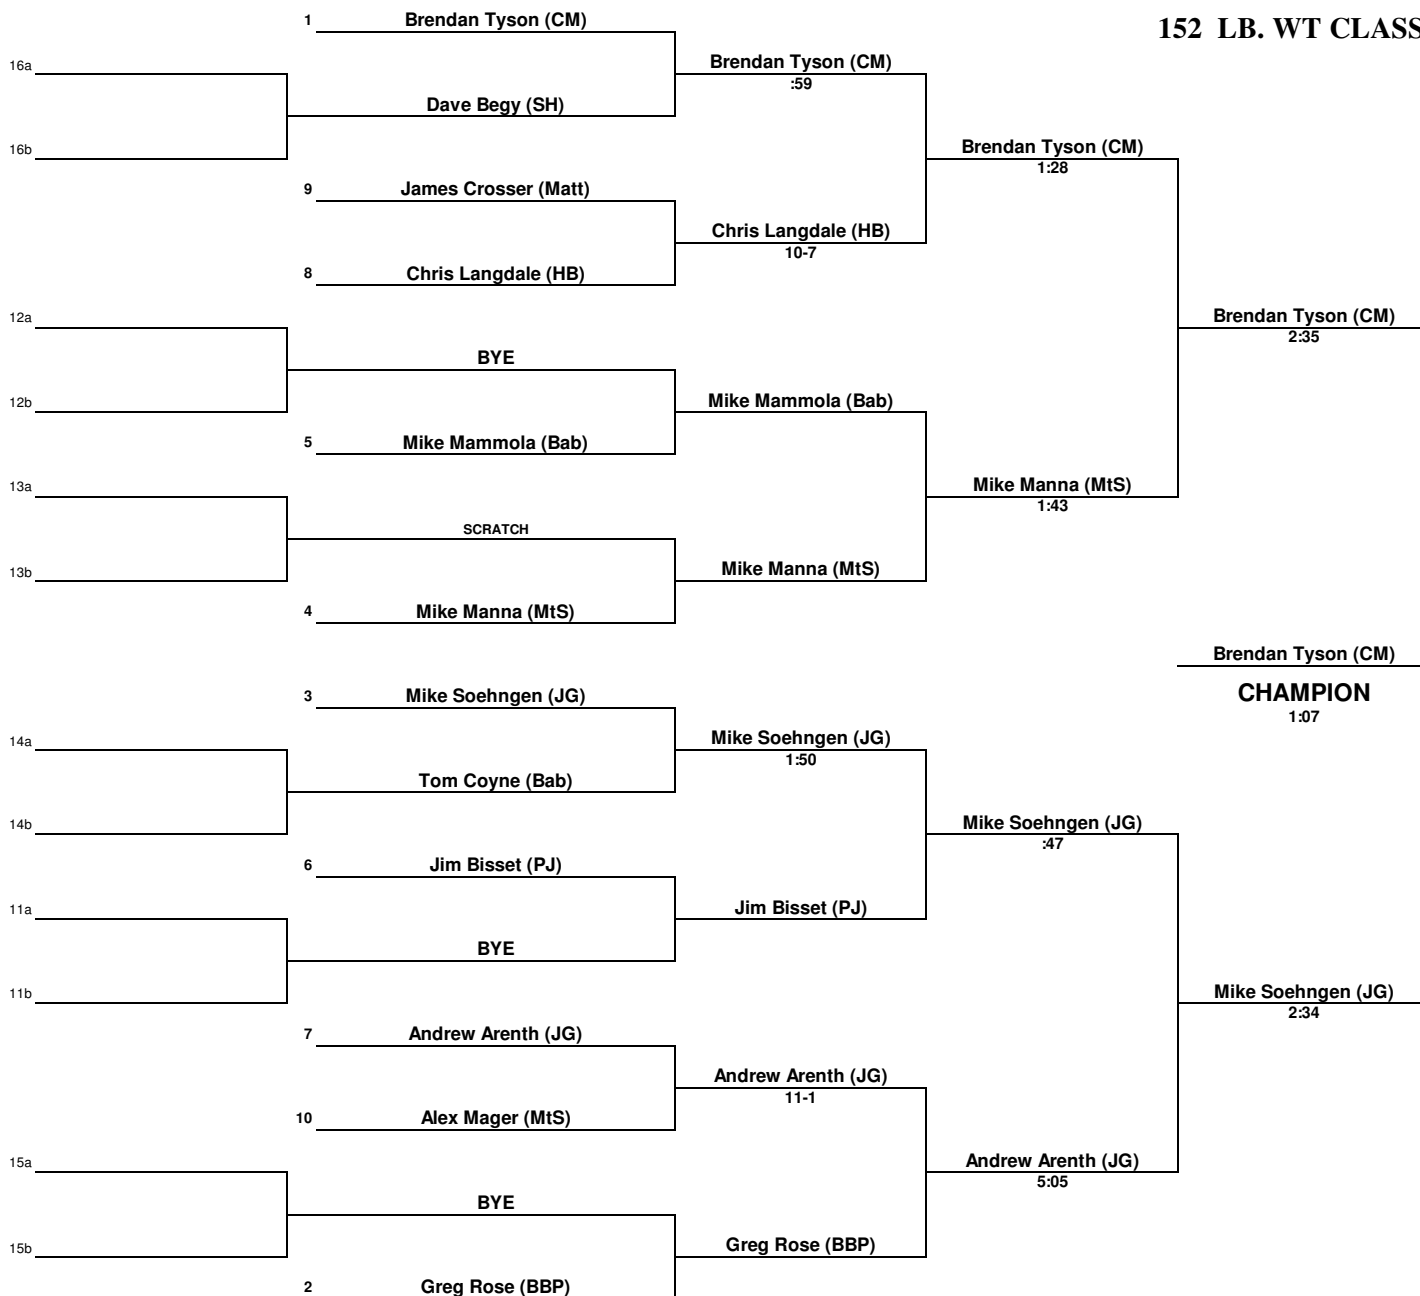 152 LB. WT CLASS
1 Brendan Tyson (CM)
16a
Brendan Tyson (CM)
:59
Dave Begy (SH)
16b
Brendan Tyson (CM)
1:28
9 James Crosser (Matt)
Chris Langdale (HB)
10-7
8 Chris Langdale (HB)
12a
Brendan Tyson (CM)
2:35
BYE
12b
Mike Mammola (Bab)
5 Mike Mammola (Bab)
13a
Mike Manna (MtS)
1:43
SCRATCH
13b
Mike Manna (MtS)
4 Mike Manna (MtS)
Brendan Tyson (CM)
CHAMPION
1:07
3 Mike Soehngen (JG)
14a
Mike Soehngen (JG)
1:50
Tom Coyne (Bab)
14b
Mike Soehngen (JG)
:47
6 Jim Bisset (PJ)
11a
Jim Bisset (PJ)
BYE
11b
Mike Soehngen (JG)
2:34
7 Andrew Arenth (JG)
Andrew Arenth (JG)
11-1
10 Alex Mager (MtS)
15a
Andrew Arenth (JG)
5:05
BYE
15b
Greg Rose (BBP)
2 Greg Rose (BBP)